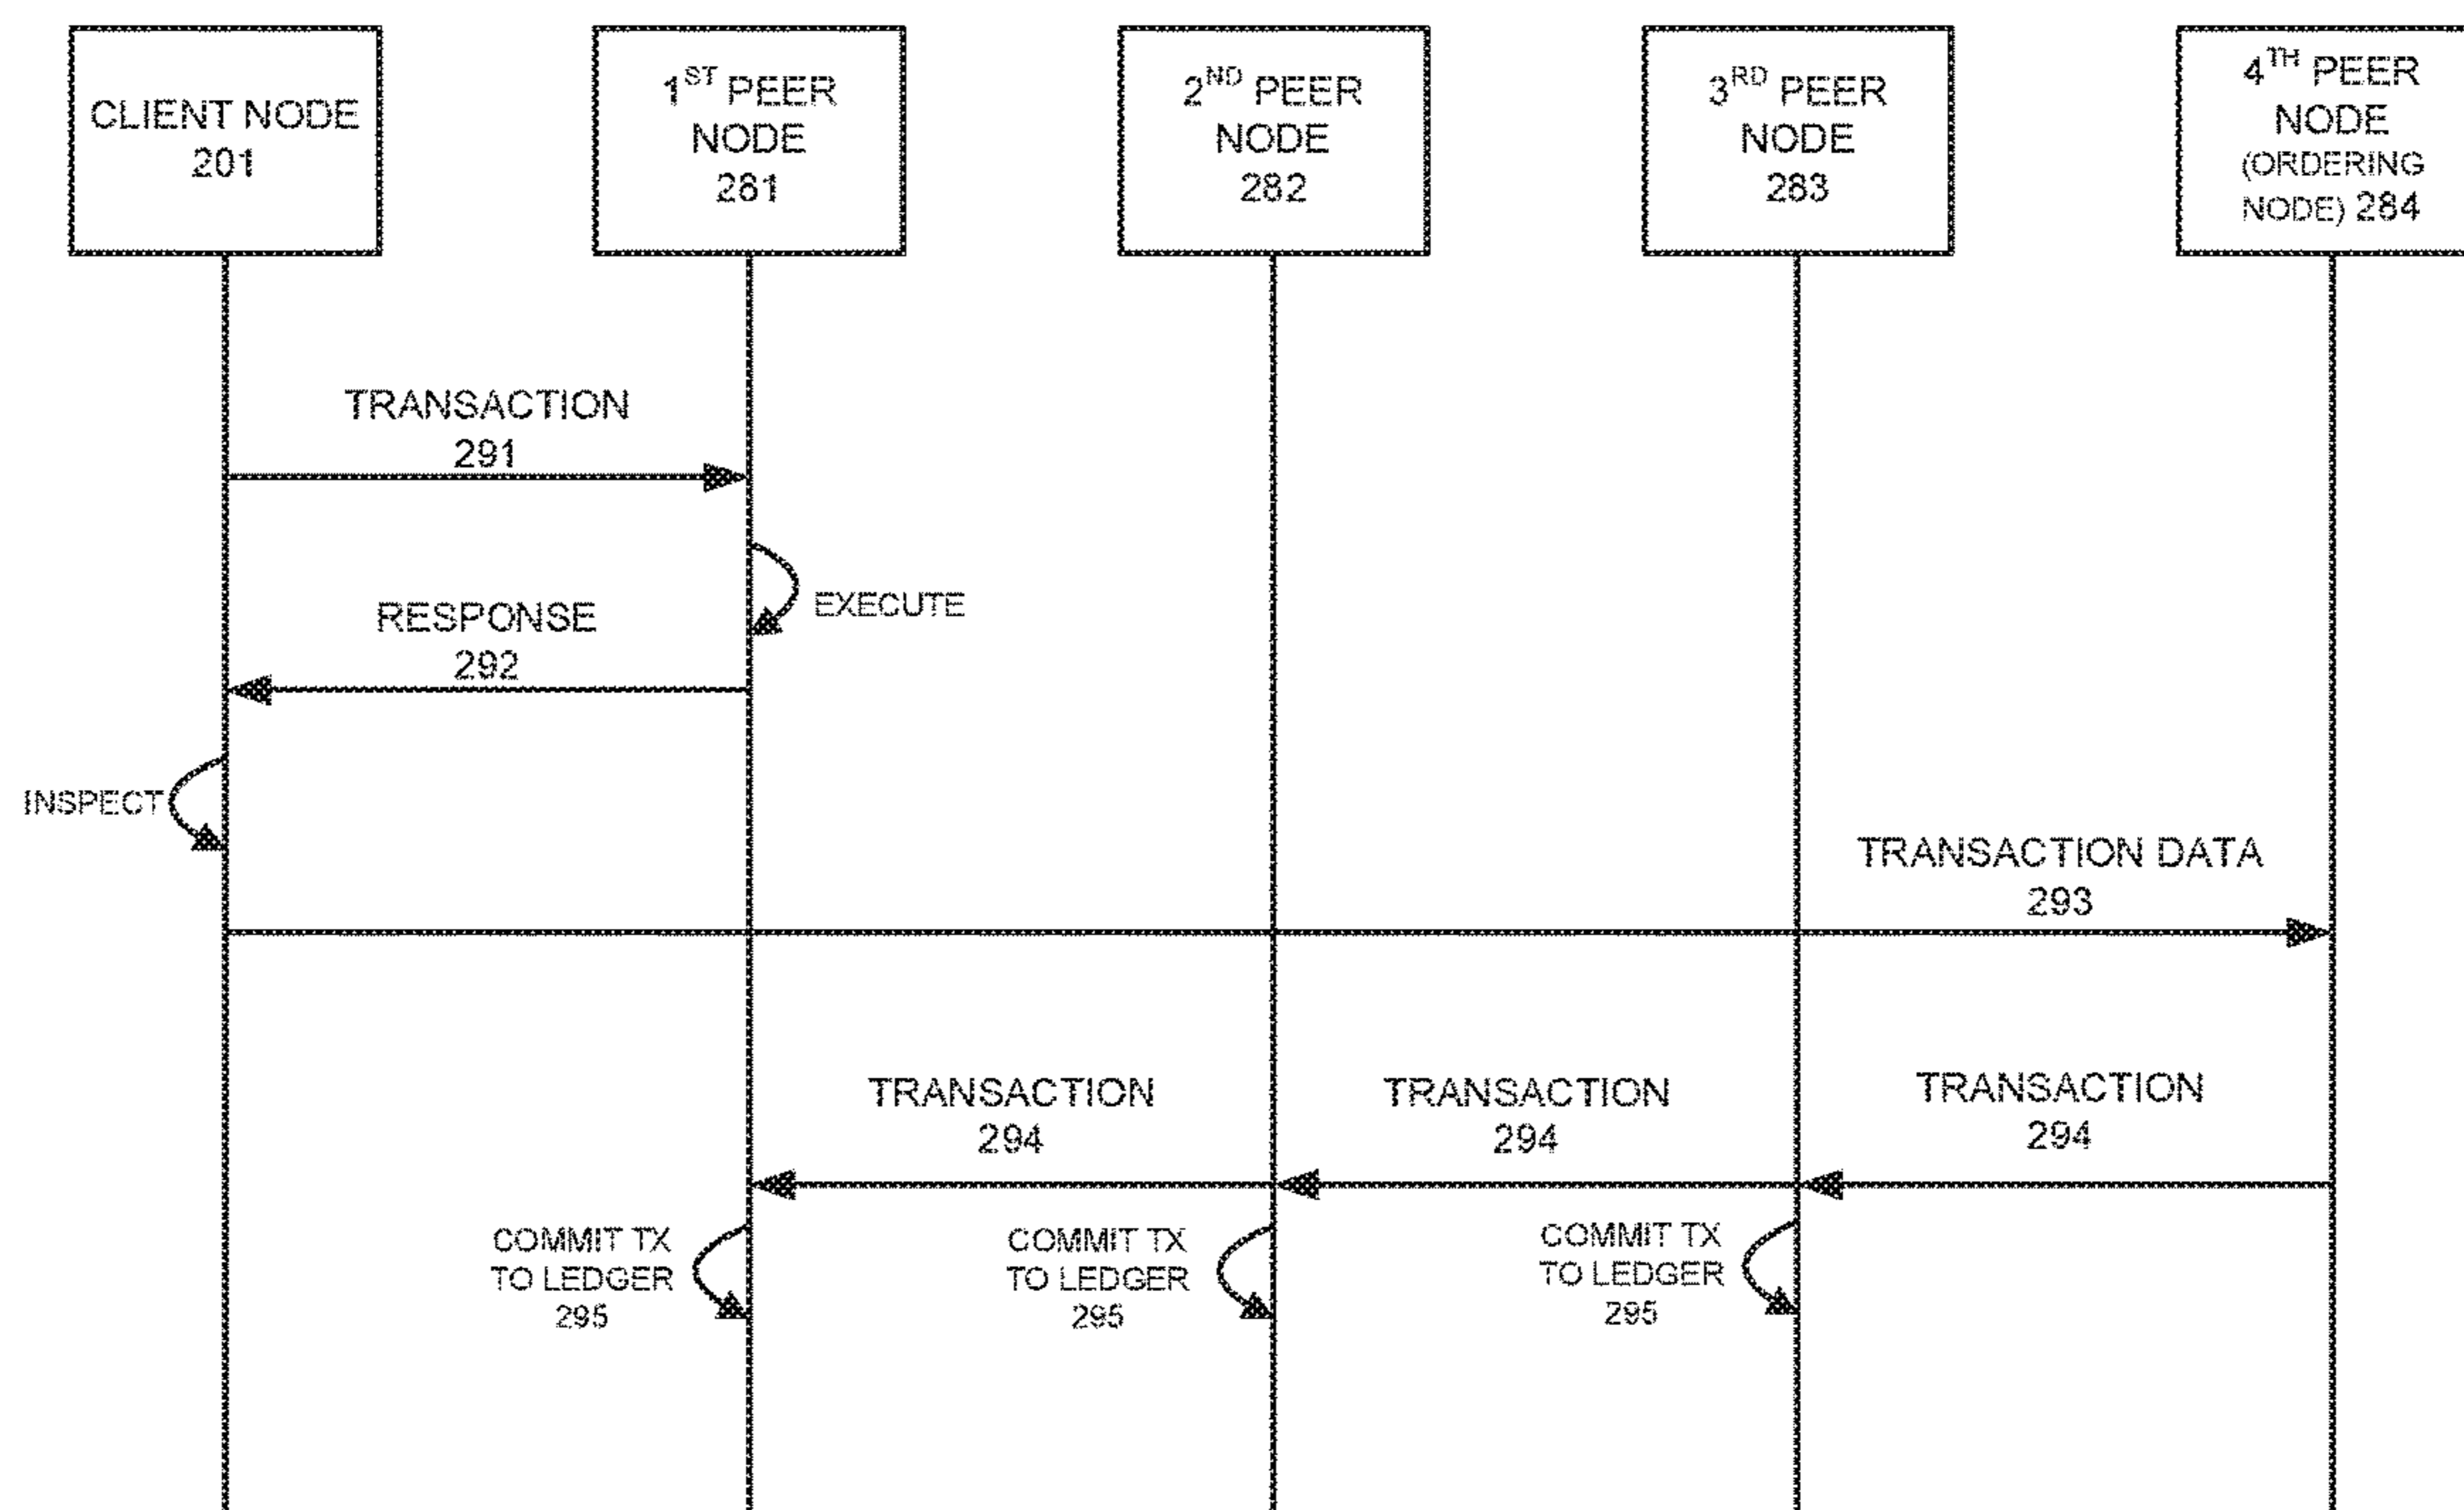 CLIENT NODE
201
1ST PEER
NODE
281
2ND PEER
NODE
282
3RD PEER
NODE
283
4TH PEER
NODE
(ORDERING
NODE) 284
TRANSACTION
291
EXECUTE
RESPONSE
292
INSPECT
TRANSACTION DATA
293
TRANSACTION
294
TRANSACTION
294
TRANSACTION
294
COMMIT TX
TO LEDGER
295
COMMIT TX
TO LEDGER
295
COMMIT TX
TO LEDGER
295